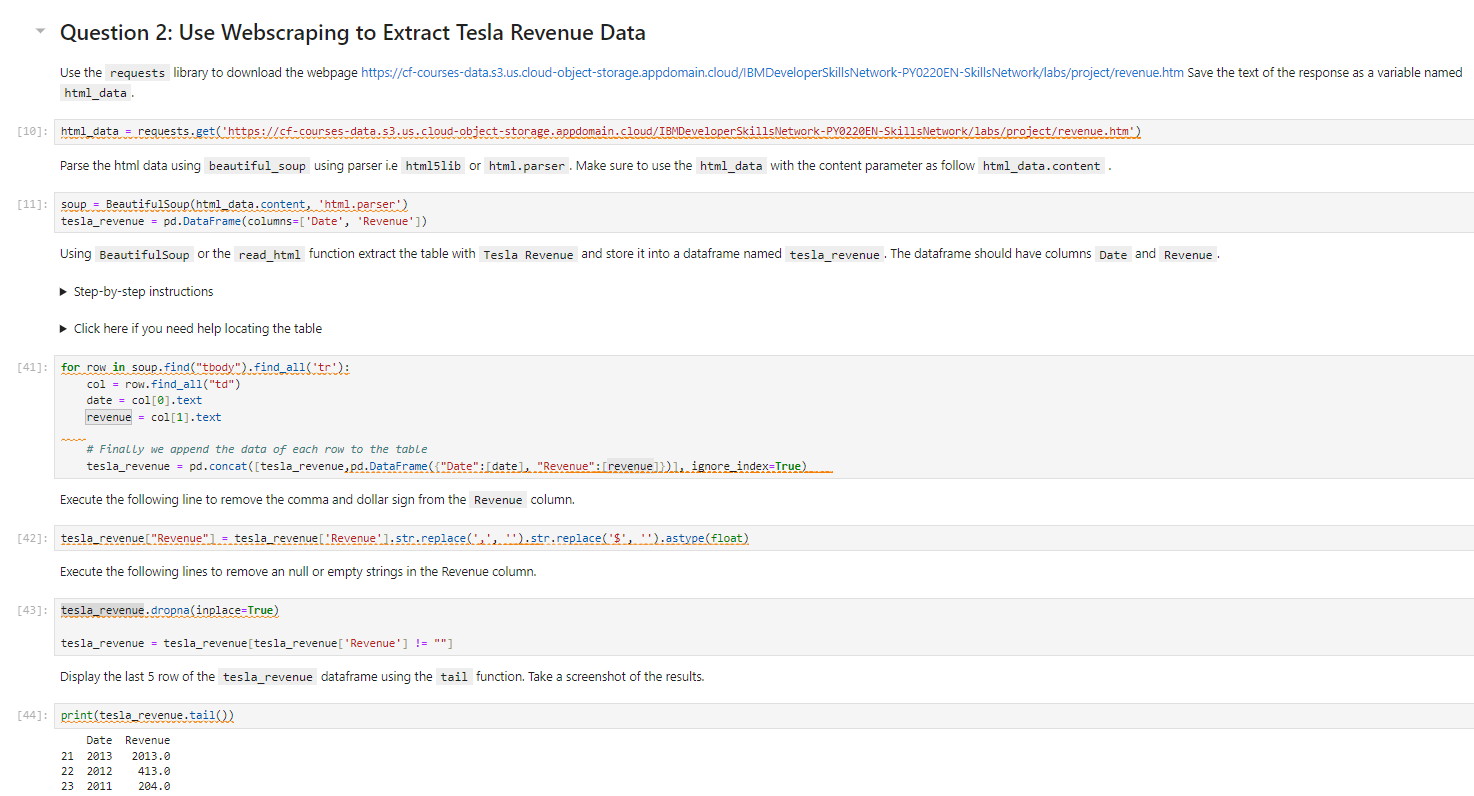 Question 2: Use Webscraping to Extract Tesla Revenue Data
Use the requests library to download the webpage https://cf-courses-data.s3.us.cloud-object-storage.appdomain.cloud/IBMDeveloperSkillsNetwork-PY0220EN-SkillsNetwork/labs/project/revenue.htm Save the text of the response as a variable named
html_data.
[10]: html_data = requests.get('https://cf-courses-data.s3.us.cloud-object-storage.appdomain.cloud/IBMDeveloperSkillsNetwork-PY0220EN-SkillsNetwork/labs/project/revenue.htm')
Parse the html data using beautiful_soup using parser i.e html5lib or html.parser. Make sure to use the html_data with the content parameter as follow html_data.content .
[11]: soup = BeautifulSoup(html_data.content, 'html.parser')
tesla_revenue = pd.DataFrame(columns=['Date', 'Revenue'])
Using BeautifulSoup or the read_html function extract the table with Tesla Revenue and store it into a dataframe named tesla_revenue. The dataframe should have columns Date and Revenue.
Step-by-step instructions
Click here if you need help locating the table
[41]: for row in soup.find("tbody").find_all('tr'):
    col = row.find_all("td")
    date = col[0].text
    revenue = col[1].text
    # Finally we append the data of each row to the table
    tesla_revenue = pd.concat([tesla_revenue,pd.DataFrame({"Date":[date], "Revenue":[revenue]})], ignore_index=True)
Execute the following line to remove the comma and dollar sign from the Revenue column.
[42]: tesla_revenue["Revenue"] = tesla_revenue['Revenue'].str.replace(',', '').str.replace('$', '').astype(float)
Execute the following lines to remove an null or empty strings in the Revenue column.
[43]: tesla_revenue.dropna(inplace=True)
tesla_revenue = tesla_revenue[tesla_revenue['Revenue'] != ""]
Display the last 5 row of the tesla_revenue dataframe using the tail function. Take a screenshot of the results.
[44]: print(tesla_revenue.tail())
Date Revenue
21 2013 2013.0
22 2012 413.0
23 2011 204.0